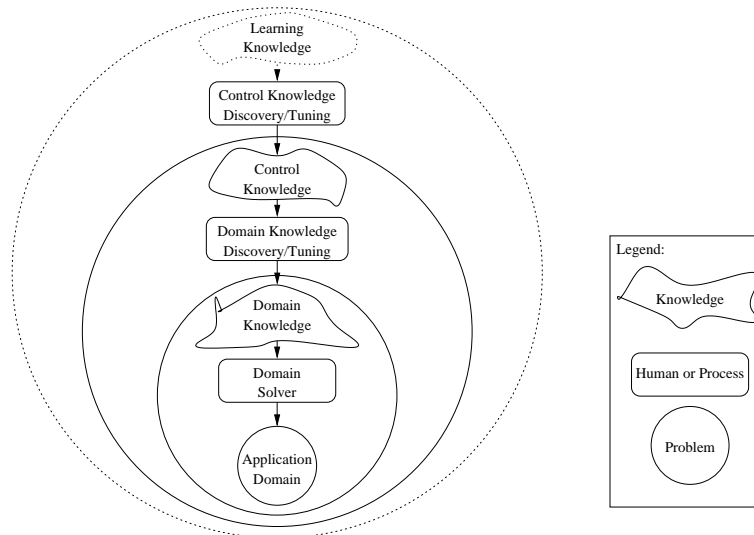 Learning
Knowledge
Control Knowledge
Discovery/Tuning
Control
Knowledge
Domain Knowledge
Discovery/Tuning
Domain
Knowledge
Domain
Solver
Application
Domain
Legend:
Knowledge
Human or Process
Problem